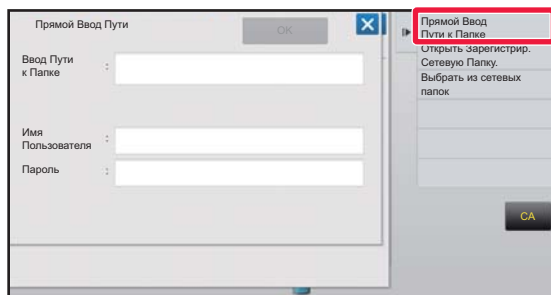 Прямой Ввод Пути
OK
Ввод Пути
к Папке
:
Имя
Пользователя
:
Пароль
:
Прямой Ввод
Пути к Папке
Открыть Зарегистрир.
Сетевую Папку.
Выбрать из сетевых
папок
CA